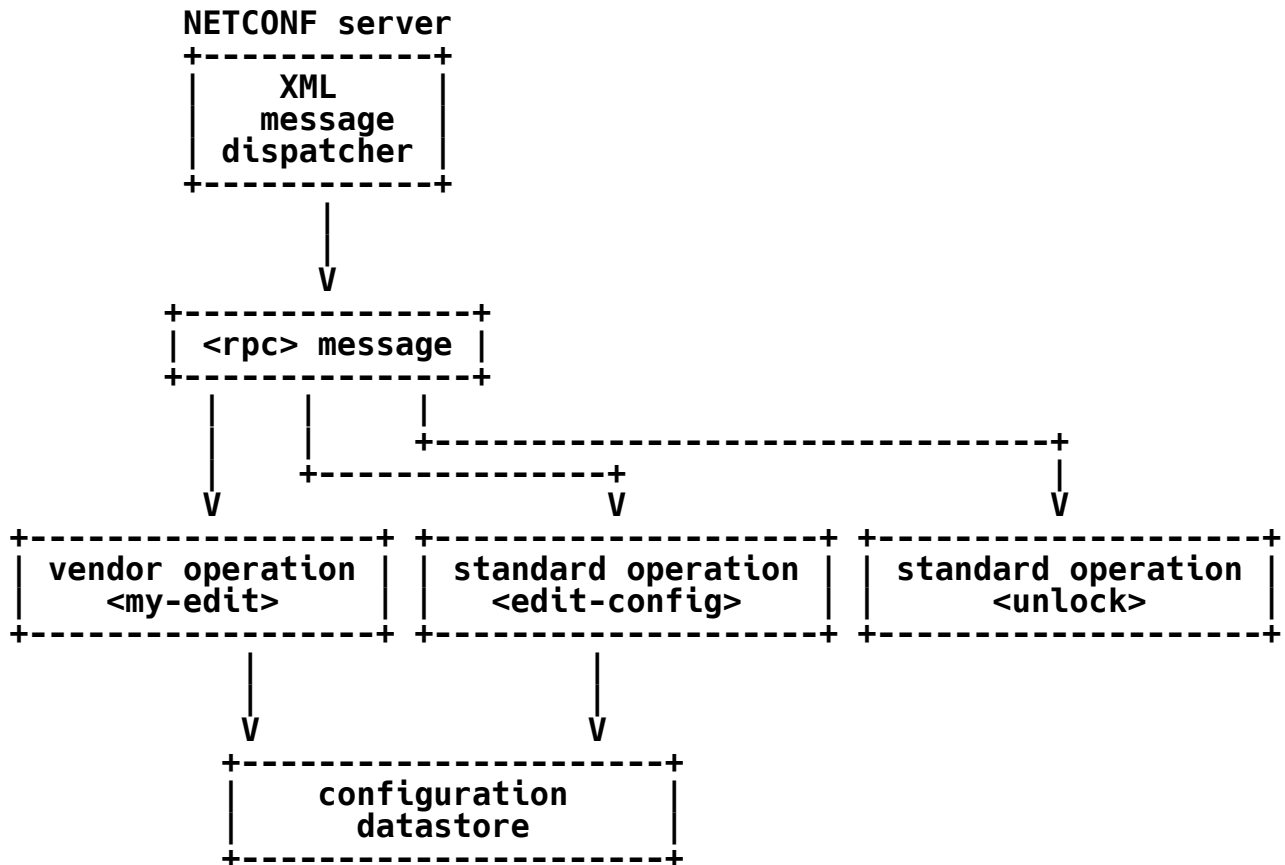 NETCONF server
+------------+
|     XML     |
|    message   |
|  dispatcher  |
+------------+
|
|
V
+---------------+
| <rpc> message |
+---------------+
|    |     |
|    |     +---------------------------------+
|    +---------------+                       |
V                    V                       V
+------------------+ +---------------------+ +--------------------+
| vendor operation | | standard operation | | standard operation |
|    <my-edit>     | |    <edit-config>    | |      <unlock>      |
+------------------+ +---------------------+ +--------------------+
|                  |
|                  |
V                  V
+----------------------+
|    configuration     |
|      datastore       |
+----------------------+